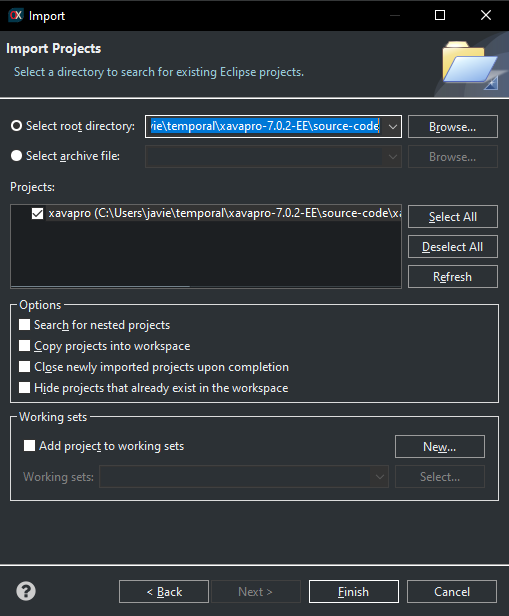 Import
Import Projects
Select a directory to search for existing Eclipse projects.
Select root directory: vie\temporal\xavapro-7.0.2-EE\source-code Browse...
Select archive file: Browse...
Projects:
xavapro (C:\Users\javie\temporal\xavapro-7.0.2-EE\source-code\xa
Select All
Deselect All
Refresh
Options
Search for nested projects
Copy projects into workspace
Close newly imported projects upon completion
Hide projects that already exist in the workspace
Working sets
Add project to working sets New...
Working sets: Select...
? < Back Next > Finish Cancel